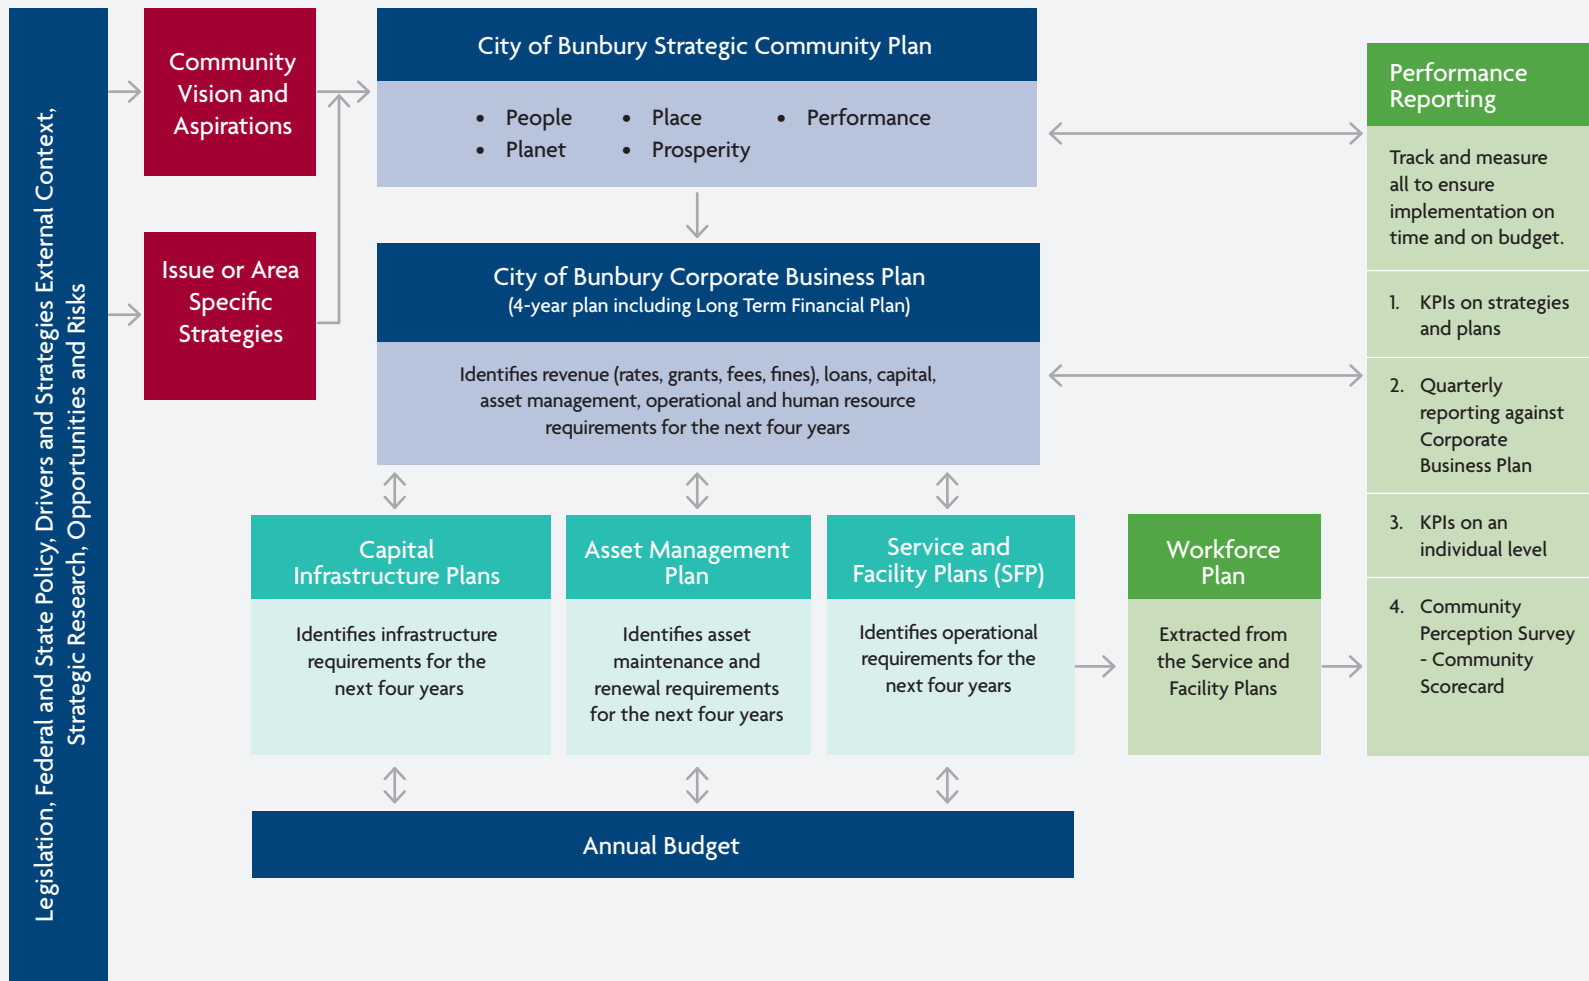 Legislation, Federal and State Policy, Drivers and Strategies External Context,
Strategic Research, Opportunities and Risks
Community
Vision and
Aspirations
Issue or Area
Specific
Strategies
City of Bunbury Strategic Community Plan
• People
• Planet
• Place
• Prosperity
• Performance
City of Bunbury Corporate Business Plan
(4-year plan including Long Term Financial Plan)
Identifies revenue (rates, grants, fees, fines), loans, capital,
asset management, operational and human resource
requirements for the next four years
Capital
Infrastructure Plans
Identifies infrastructure
requirements for the
next four years
Asset Management
Plan
Identifies asset
maintenance and
renewal requirements
for the next four years
Service and
Facility Plans (SFP)
Identifies operational
requirements for the
next four years
Workforce
Plan
Extracted from
the Service and
Facility Plans
Annual Budget
Performance
Reporting
Track and measure
all to ensure
implementation on
time and on budget.
1. KPIs on strategies
and plans
2. Quarterly
reporting against
Corporate
Business Plan
3. KPIs on an
individual level
4. Community
Perception Survey
- Community
Scorecard